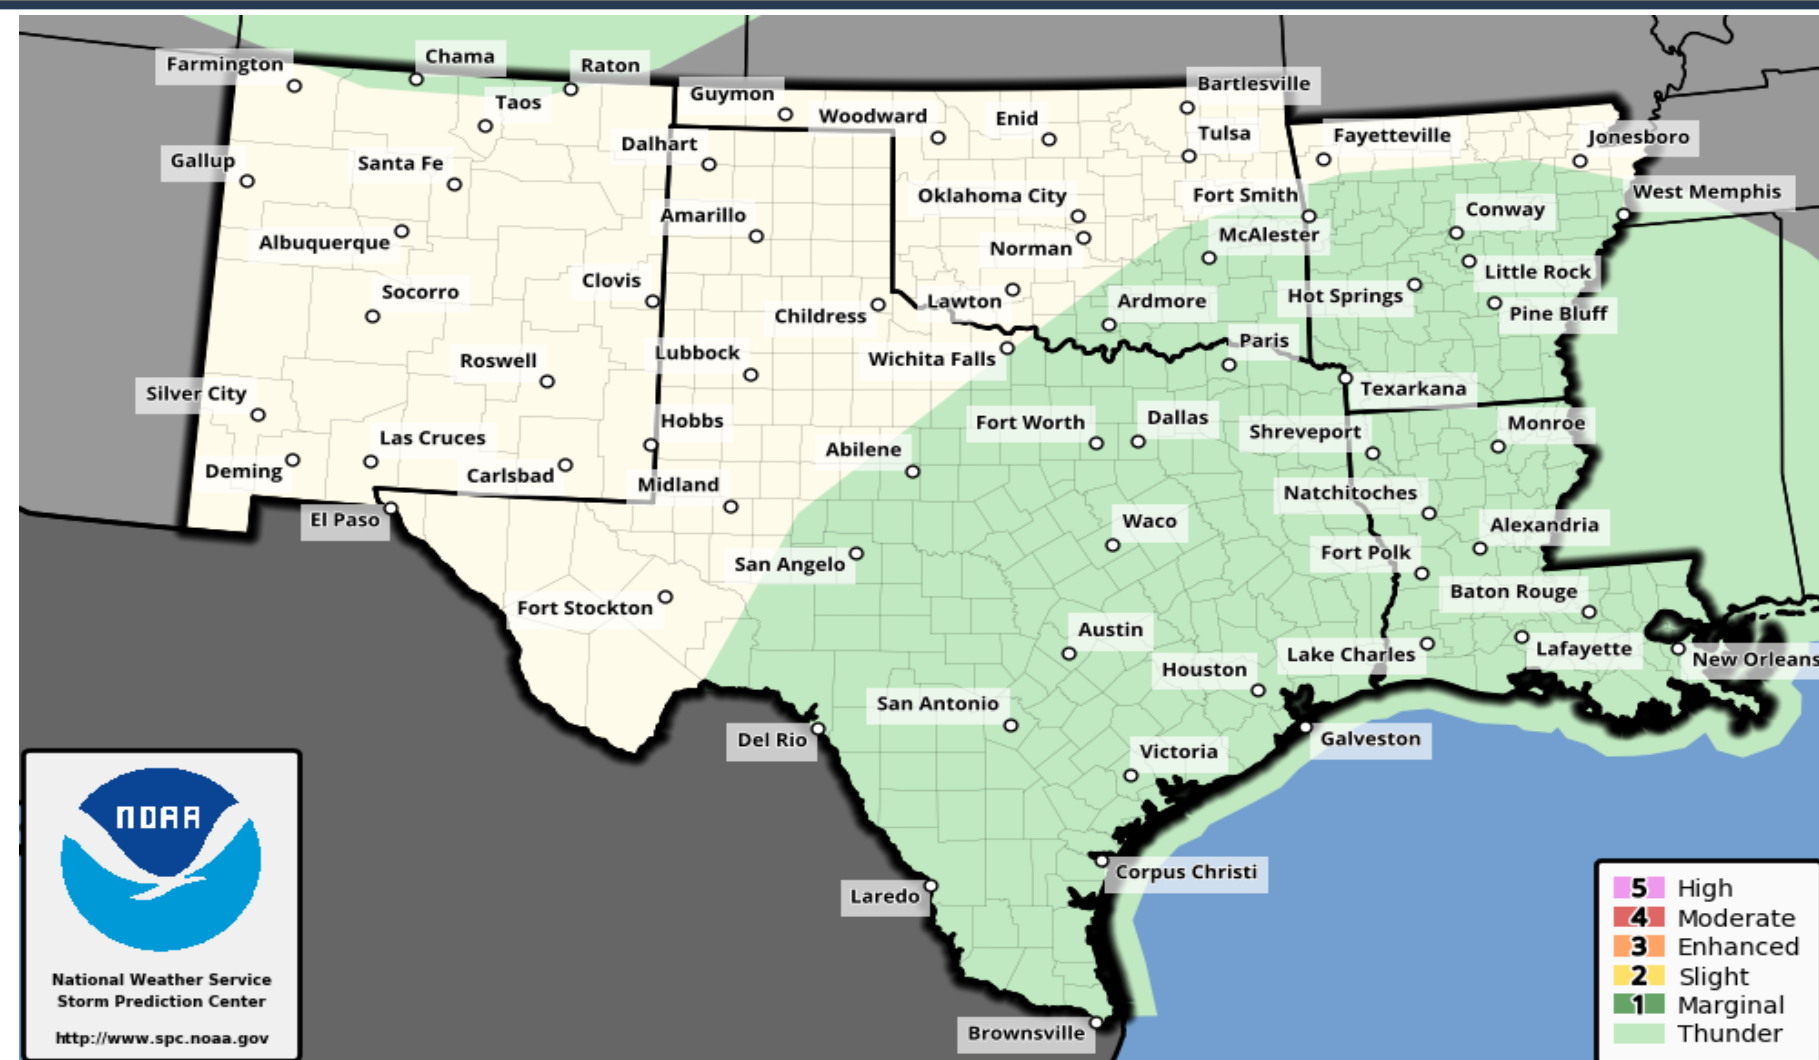 Farmington
Chama
Raton
Taos
Guymon
Woodward
Enid
Bartlesville
Tulsa
Fayetteville
Jonesboro
Gallup
Santa Fe
Dalhart
Albuquerque
Amarillo
Oklahoma City
Norman
Fort Smith
McAlester
Conway
West Memphis
Socorro
Clovis
Childress
Lawton
Ardmore
Hot Springs
Little Rock
Pine Bluff
Roswell
Lubbock
Wichita Falls
Paris
Texarkana
Silver City
Las Cruces
Hobbs
Abilene
Fort Worth
Dallas
Shreveport
Monroe
Deming
Carlsbad
Midland
El Paso
Natchitoches
Waco
Alexandria
San Angelo
Fort Polk
Fort Stockton
Baton Rouge
Austin
Houston
Lake Charles
Lafayette
New Orleans
San Antonio
Del Rio
Victoria
Galveston
Corpus Christi
Laredo
Brownsville
NOAA
National Weather Service
Storm Prediction Center
http://www.spc.noaa.gov
5 High
4 Moderate
3 Enhanced
2 Slight
1 Marginal
Thunder